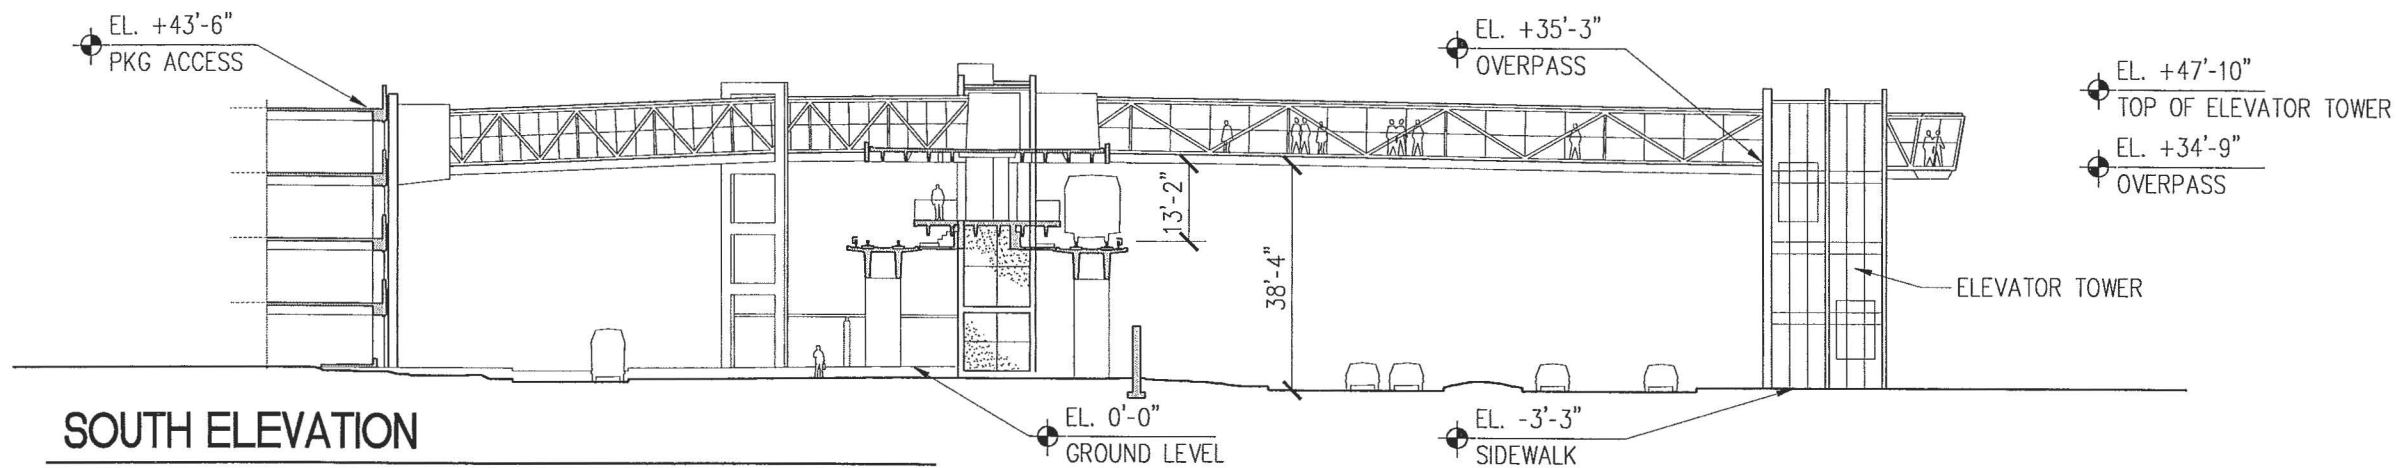 EL. +43'-6"
PKG ACCESS
EL. +35'-3"
OVERPASS
EL. +47'-10"
TOP OF ELEVATOR TOWER
EL. +34'-9"
OVERPASS
13'-2"
38'-4"
ELEVATOR TOWER
EL. 0'-0"
GROUND LEVEL
EL. -3'-3"
SIDEWALK
SOUTH ELEVATION